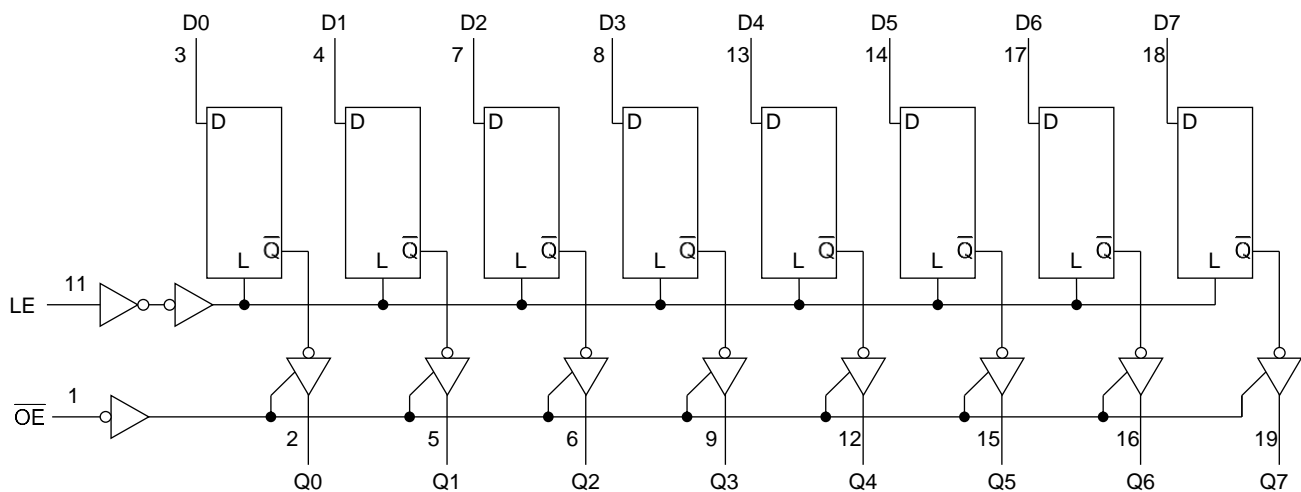 D0 D1 D2 D3 D4 D5 D6 D7
3 4 7 8 13 14 17 18
D D D D D D D D
Q̅ Q̅ Q̅ Q̅ Q̅ Q̅ Q̅ Q̅
L L L L L L L L
11
LE
1
O̅E̅
2 5 6 9 12 15 16 19
Q0 Q1 Q2 Q3 Q4 Q5 Q6 Q7